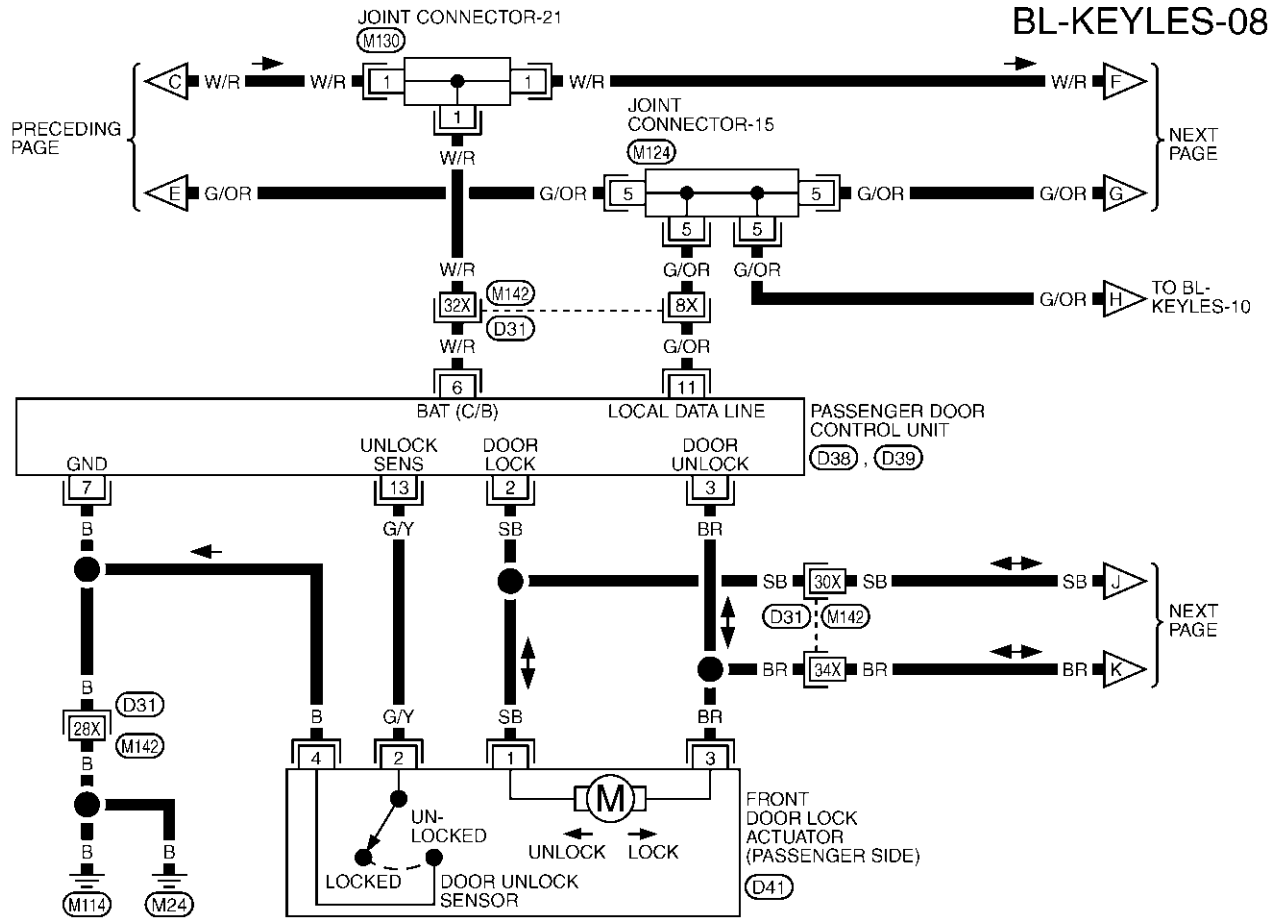 BL-KEYLES-08
JOINT CONNECTOR-21
M130
C W/R W/R 1 1 W/R W/R F
1
W/R
PRECEDING
PAGE
NEXT
PAGE
JOINT
CONNECTOR-15
M124
E G/OR G/OR 5 5 G/OR G/OR G
5 5
G/OR G/OR
W/R
32X
M142
D31
8X
G/OR H
TO BL-
KEYLES-10
W/R
G/OR
6
11
BAT (C/B)
LOCAL DATA LINE
PASSENGER DOOR
CONTROL UNIT
D38 , D39
GND
UNLOCK
SENS
DOOR
LOCK
DOOR
UNLOCK
7 13 2 3
B G/Y SB BR
SB 30X SB SB J
D31 M142
NEXT
PAGE
BR 34X BR BR K
B
D31
28X
M142
B
B G/Y SB BR
4 2 1 3
M
UN-
LOCKED
UNLOCK LOCK
LOCKED
DOOR UNLOCK
SENSOR
FRONT
DOOR LOCK
ACTUATOR
(PASSENGER SIDE)
D41
B B
M114 M24